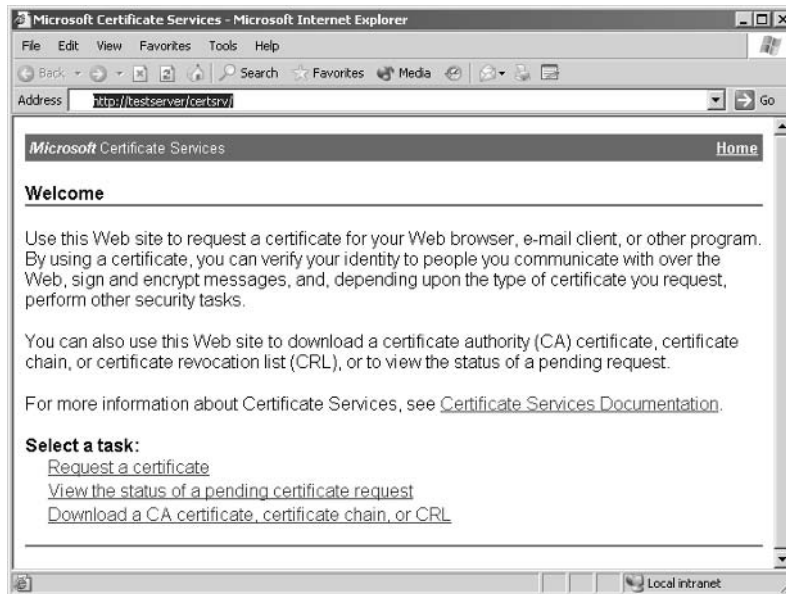 Microsoft Certificate Services - Microsoft Internet Explorer
File Edit View Favorites Tools Help
Back Search Favorites Media
Address http://testserver/certsrv/ Go
Microsoft Certificate Services Home
Welcome
Use this Web site to request a certificate for your Web browser, e-mail client, or other program.
By using a certificate, you can verify your identity to people you communicate with over the
Web, sign and encrypt messages, and, depending upon the type of certificate you request,
perform other security tasks.
You can also use this Web site to download a certificate authority (CA) certificate, certificate
chain, or certificate revocation list (CRL), or to view the status of a pending request.
For more information about Certificate Services, see Certificate Services Documentation.
Select a task:
Request a certificate
View the status of a pending certificate request
Download a CA certificate, certificate chain, or CRL
Local intranet